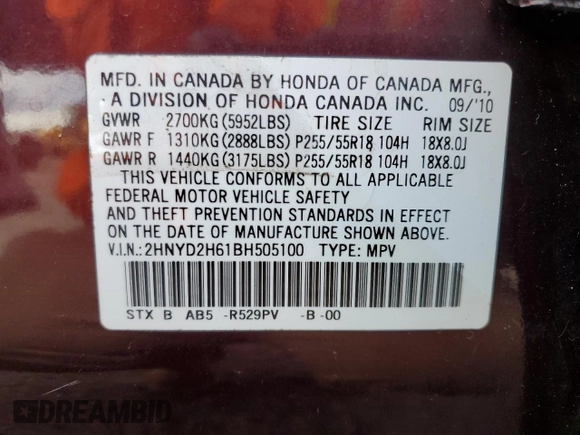 MFD. IN CANADA BY HONDA OF CANADA MFG.,
A DIVISION OF HONDA CANADA INC. 09/'10
GVWR 2700KG(5952LBS) TIRE SIZE RIM SIZE
GAWR F 1310KG(2888LBS)P255/55R18 104H 18X8.0J
GAWR R 1440KG(3175LBS)P255/55R18 104H 18X8.0J
THIS VEHICLE CONFORMS TO ALL APPLICABLE
FEDERAL MOTOR VEHICLE SAFETY
AND THEFT PREVENTION STANDARDS IN EFFECT
ON THE DATE OF MANUFACTURE SHOWN ABOVE.
V.I.N.:2HNYD2H61BH505100 TYPE: MPV
STX B AB5 -R529PV -B-00
DREAMBID